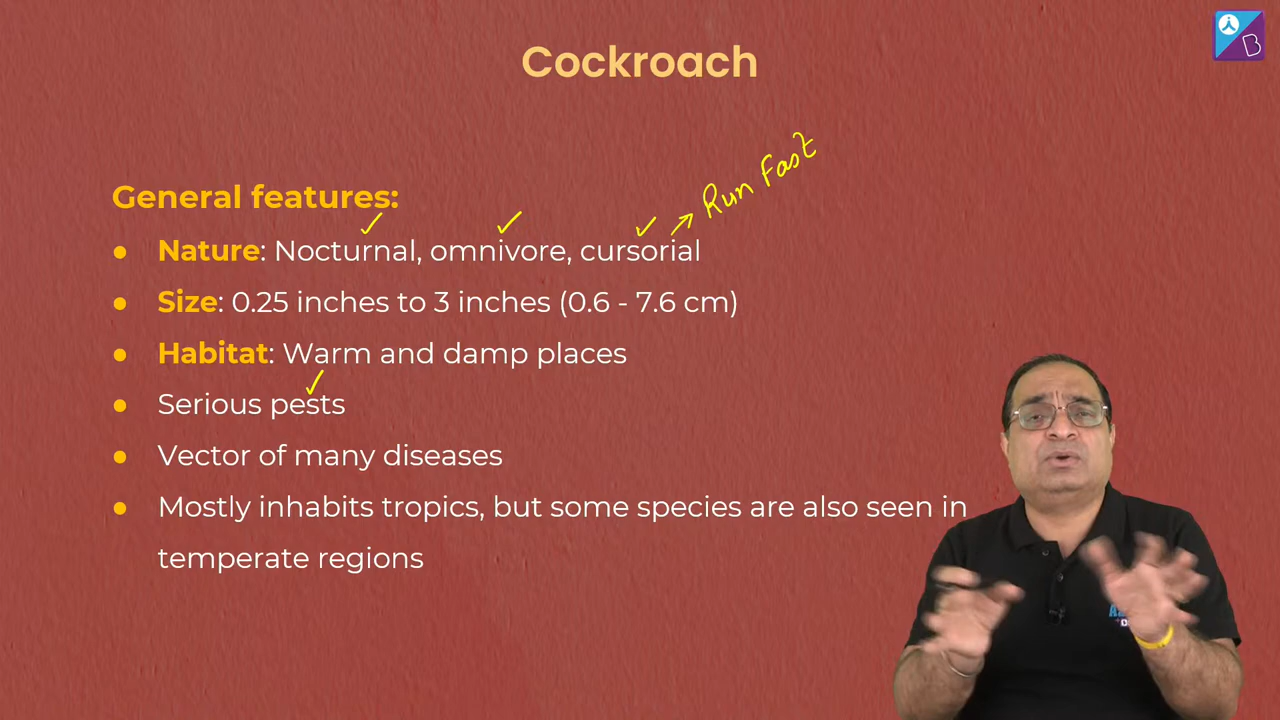 Cockroach
Run Fast
General features:
● Nature: Nocturnal, omnivore, cursorial
● Size: 0.25 inches to 3 inches (0.6 - 7.6 cm)
● Habitat: Warm and damp places
● Serious pests
● Vector of many diseases
● Mostly inhabits tropics, but some species are also seen in
temperate regions
B